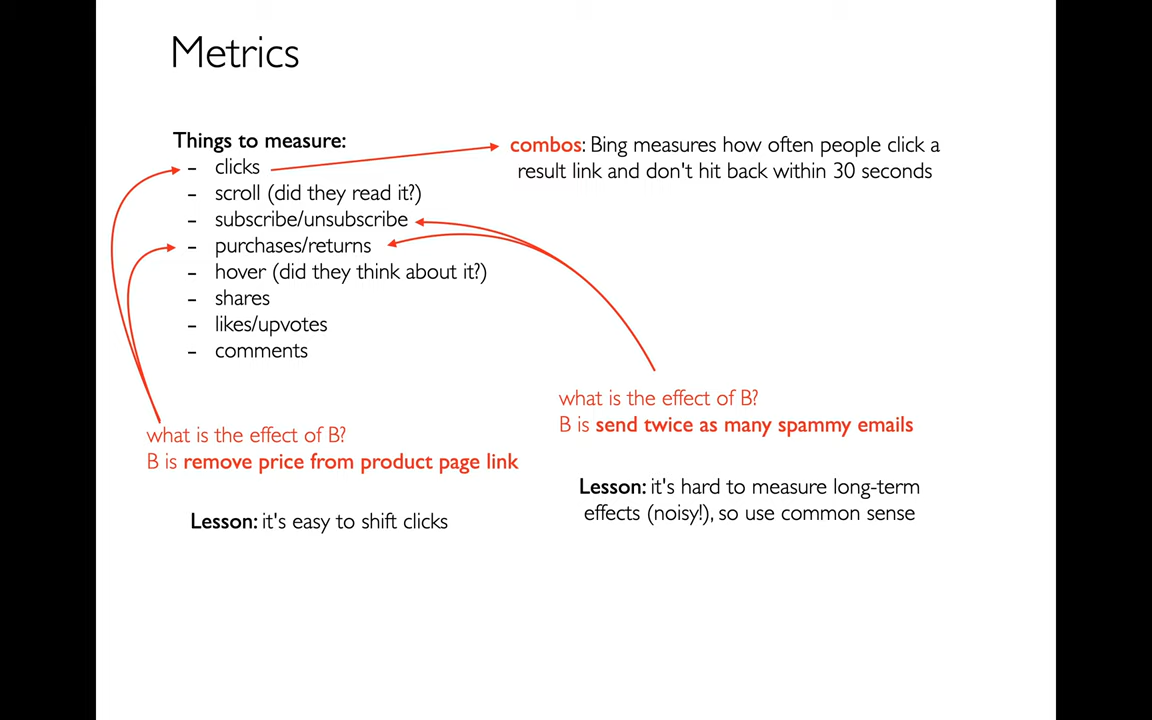 Metrics
Things to measure:
- clicks
- scroll (did they read it?)
- subscribe/unsubscribe
- purchases/returns
- hover (did they think about it?)
- shares
- likes/upvotes
- comments
combos: Bing measures how often people click a
result link and don't hit back within 30 seconds
what is the effect of B?
B is remove price from product page link
Lesson: it's easy to shift clicks
what is the effect of B?
B is send twice as many spammy emails
Lesson: it's hard to measure long-term
effects (noisy!), so use common sense